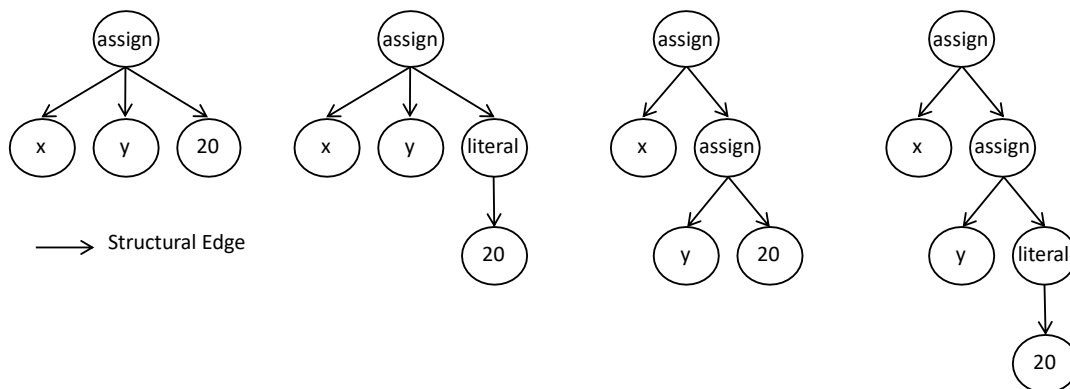 assign assign assign assign
x y 20 x y literal x assign x assign
Structural Edge 20 y 20 y literal
20